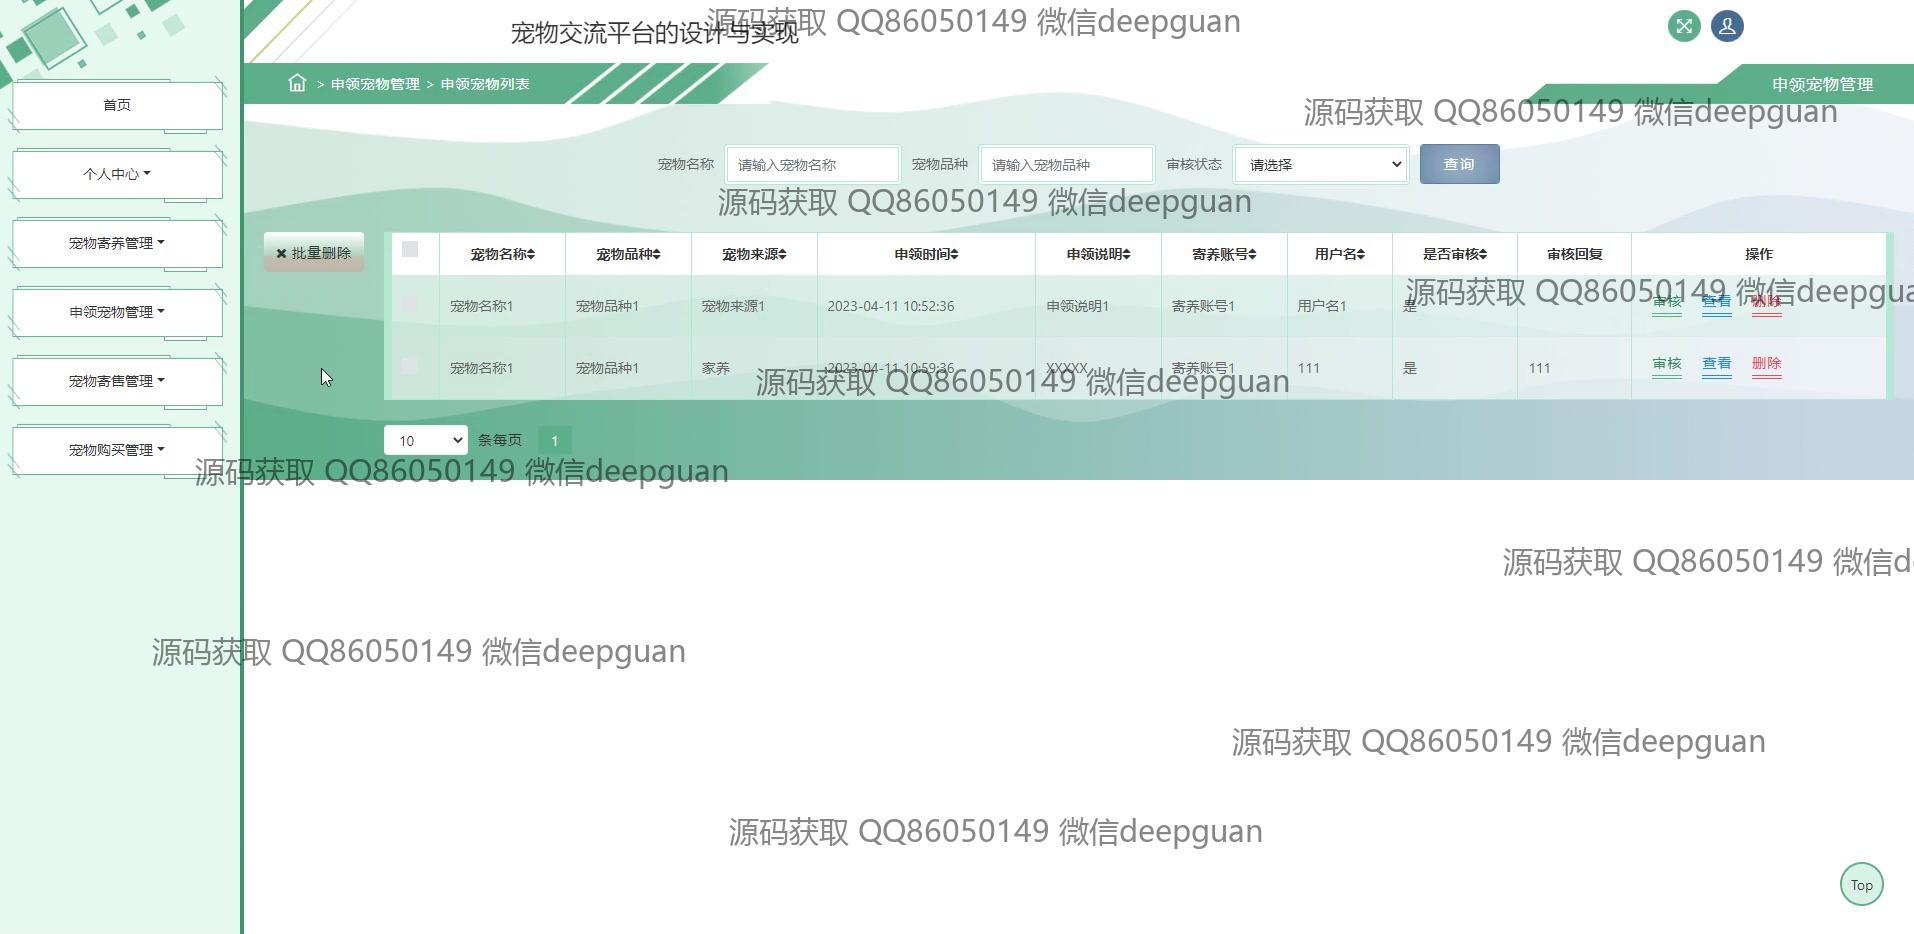 宠物交流平台的设计与实现
源码获取 QQ86050149 微信deepguan
> 申领宠物管理 > 申领宠物列表
申领宠物管理
源码获取 QQ86050149 微信deepguan
首页
个人中心
宠物寄养管理
申领宠物管理
宠物寄售管理
宠物购买管理
宠物名称 请输入宠物名称 宠物品种 请输入宠物品种 审核状态 请选择 查询
源码获取 QQ86050149 微信deepguan
批量删除
宠物名称 宠物品种 宠物来源 申领时间 申领说明 寄养账号 用户名 是否审核 审核回复 操作
源码获取 QQ86050149 微信deepgua
宠物名称1 宠物品种1 宠物来源1 2023-04-11 10:52:36 申领说明1 寄养账号1 用户名1 是 审核 查看 删除
宠物名称1 宠物品种1 家养 2023-04-11 10:59:36 XXXXX 寄养账号1 111 是 111 审核 查看 删除
源码获取 QQ86050149 微信deepguan
10 条每页 1
源码获取 QQ86050149 微信deepguan
源码获取 QQ86050149 微信d
源码获取 QQ86050149 微信deepguan
源码获取 QQ86050149 微信deepguan
源码获取 QQ86050149 微信deepguan
Top